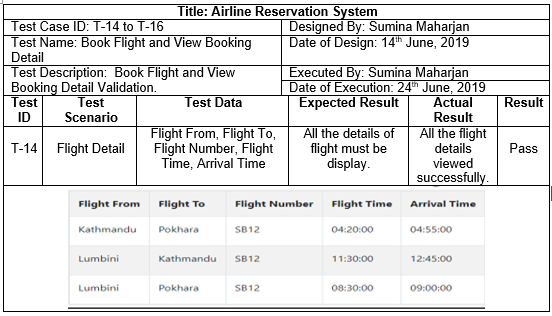 Title: Airline Reservation System
Test Case ID: T-14 to T-16
Designed By: Sumina Maharjan
Test Name: Book Flight and View Booking
Detail
Date of Design: 14th June, 2019
Test Description:  Book Flight and View
Booking Detail Validation.
Executed By: Sumina Maharjan
Date of Execution: 24th June, 2019
Test
ID
Test
Scenario
Test Data
Expected Result
Actual
Result
Result
T-14
Flight Detail
Flight From, Flight To,
Flight Number, Flight
Time, Arrival Time
All the details of
flight must be
display.
All the flight
details
viewed
successfully.
Pass
Flight From Flight To Flight Number Flight Time Arrival Time
Kathmandu Pokhara SB12 04:20:00 04:55:00
Lumbini Kathmandu SB12 11:30:00 12:45:00
Lumbini Pokhara SB12 08:30:00 09:00:00